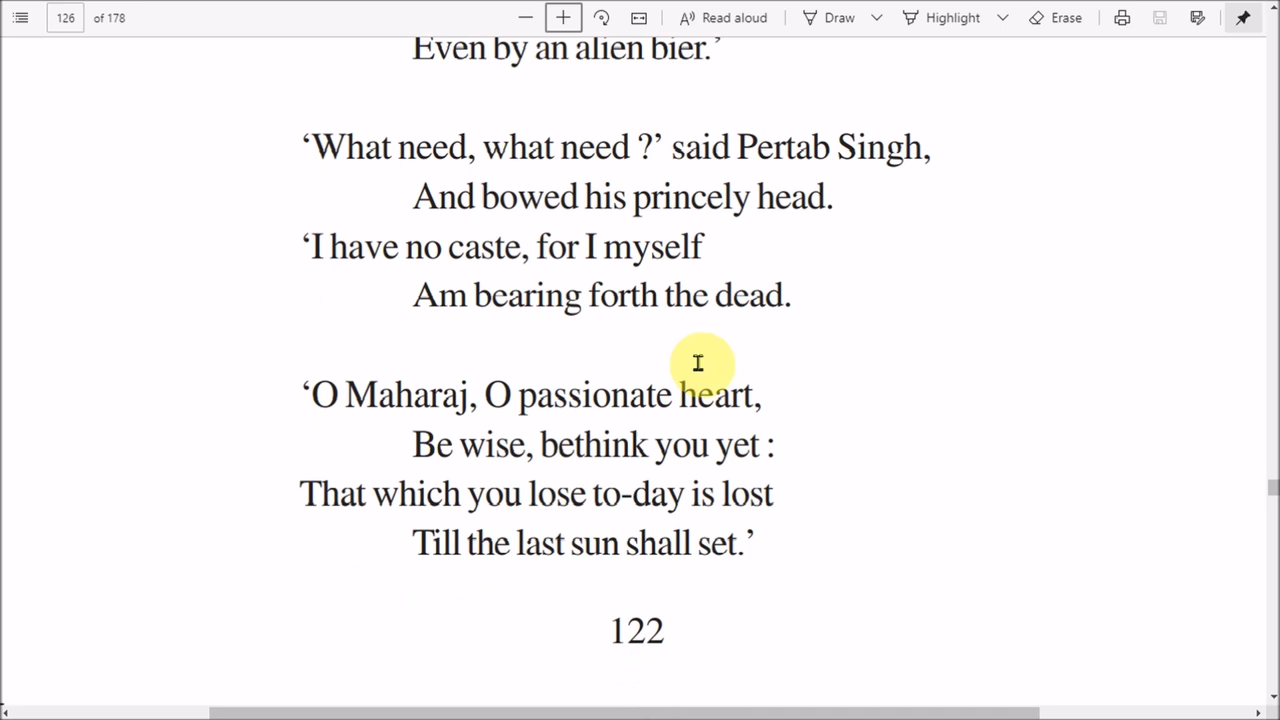 126 of 178 Read aloud Draw Highlight Erase
Even by an alien bier.’
‘What need, what need ?’ said Pertab Singh,
And bowed his princely head.
‘I have no caste, for I myself
Am bearing forth the dead.
‘O Maharaj, O passionate heart,
Be wise, bethink you yet :
That which you lose to-day is lost
Till the last sun shall set.’
122